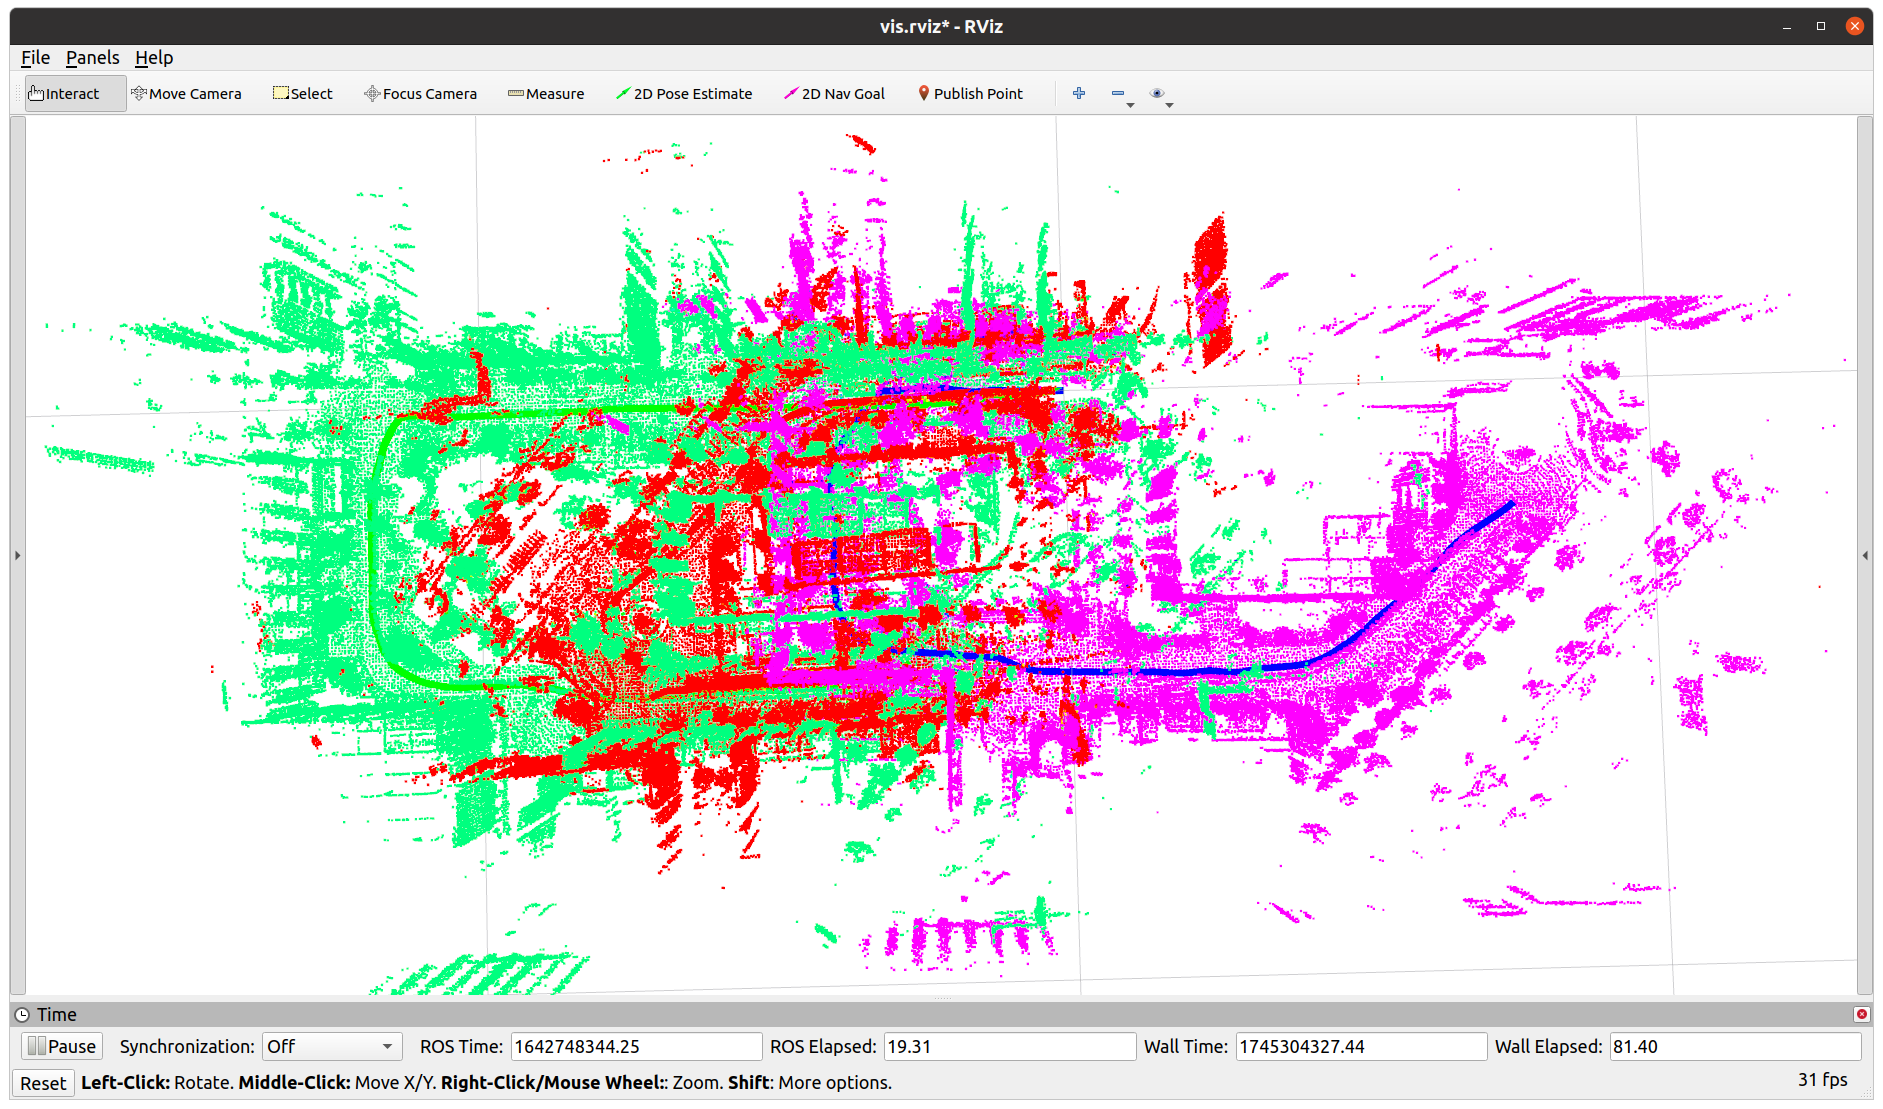 vis.rviz* - RViz
File Panels Help
Interact Move Camera Select Focus Camera Measure 2D Pose Estimate 2D Nav Goal Publish Point
Time
Pause Synchronization: Off ROS Time: 1642748344.25 ROS Elapsed: 19.31 Wall Time: 1745304327.44 Wall Elapsed: 81.40
Reset Left-Click: Rotate. Middle-Click: Move X/Y. Right-Click/Mouse Wheel:: Zoom. Shift: More options. 31 fps